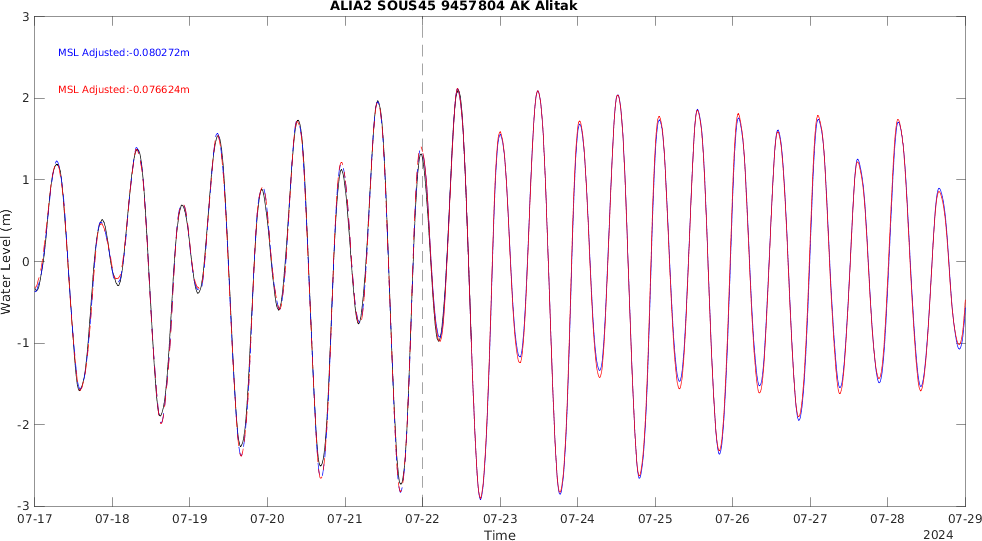 ALIA2 SOUS45 9457804 AK Alitak
3
MSL Adjusted:-0.080272m
MSL Adjusted:-0.076624m
2
1
0
-1
-2
-3
Water Level (m)
07-17 07-18 07-19 07-20 07-21 07-22 07-23 07-24 07-25 07-26 07-27 07-28 07-29
Time
2024